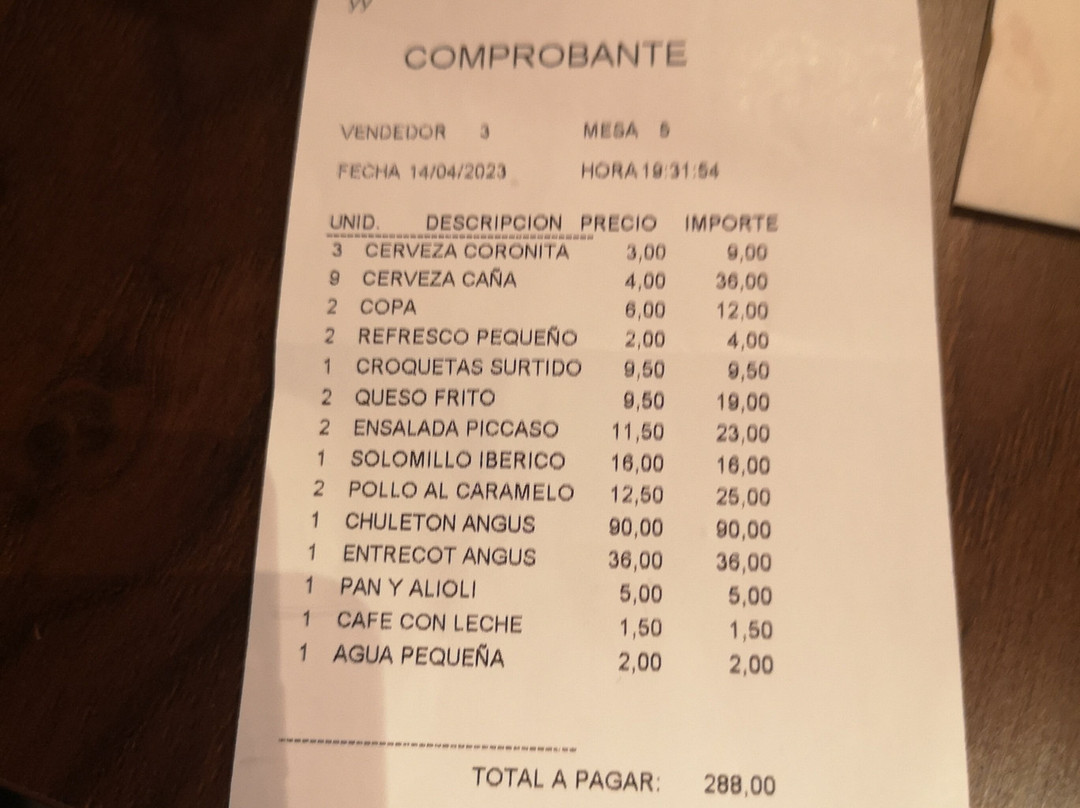 COMPROBANTE
VENDEDOR 3 MESA 5
FECHA 14/04/2023 HORA 19:31:54
UNID. DESCRIPCION PRECIO IMPORTE
3 CERVEZA CORONITA 3,00 9,00
9 CERVEZA CAÑA 4,00 36,00
2 COPA 6,00 12,00
2 REFRESCO PEQUEÑO 2,00 4,00
1 CROQUETAS SURTIDO 9,50 9,50
2 QUESO FRITO 9,50 19,00
2 ENSALADA PICCASO 11,50 23,00
1 SOLOMILLO IBERICO 16,00 16,00
2 POLLO AL CARAMELO 12,50 25,00
1 CHULETON ANGUS 90,00 90,00
1 ENTRECOT ANGUS 36,00 36,00
1 PAN Y ALIOLI 5,00 5,00
1 CAFE CON LECHE 1,50 1,50
1 AGUA PEQUEÑA 2,00 2,00
TOTAL A PAGAR: 288,00